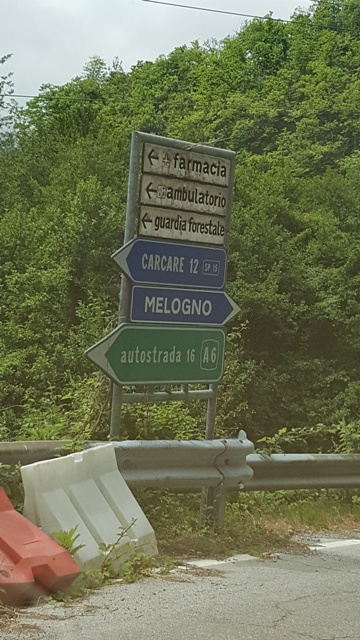 farmacia
ambulatorio
guardia forestale
CARCARE 12 SP 15
MELOGNO
autostrada 16 A6